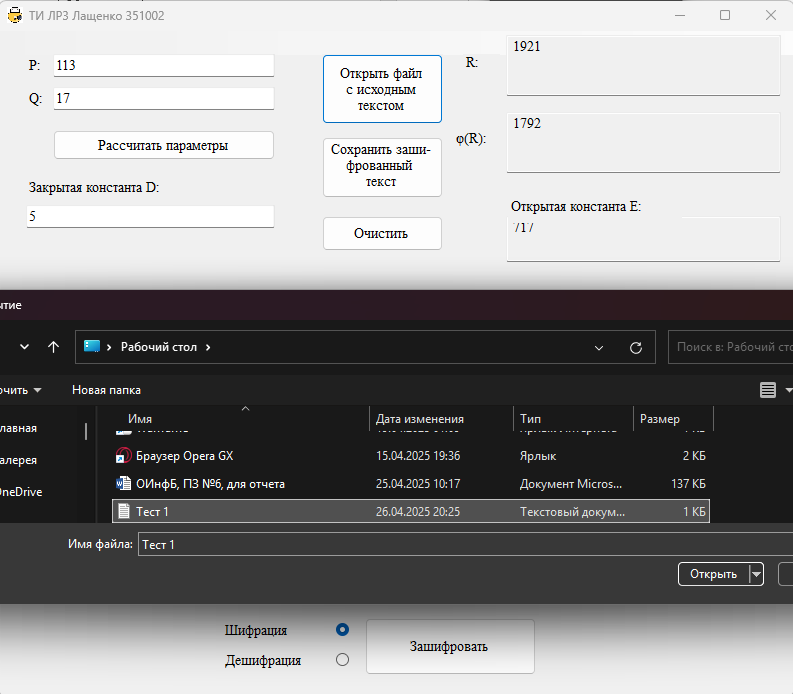 ТИ ЛР3 Лащенко 351002
P: 113
Q: 17
Рассчитать параметры
Закрытая константа D:
5
Открыть файл
с исходным
текстом
Сохранить заши-
фрованный
текст
Очистить
R: 1921
φ(R): 1792
Открытая константа E:
717
ытие
Рабочий стол
Поиск в: Рабочий сто
очить
Новая папка
лавная
алерея
OneDrive
Имя Дата изменения Тип Размер
Браузер Opera GX 15.04.2025 19:36 Ярлык 2 КБ
ОИнфБ, ПЗ №6, для отчета 25.04.2025 10:17 Документ Micros... 137 КБ
Тест 1 26.04.2025 20:25 Текстовый докум... 1 КБ
Имя файла: Тест 1
Открыть
Шифрация
Дешифрация
Зашифровать